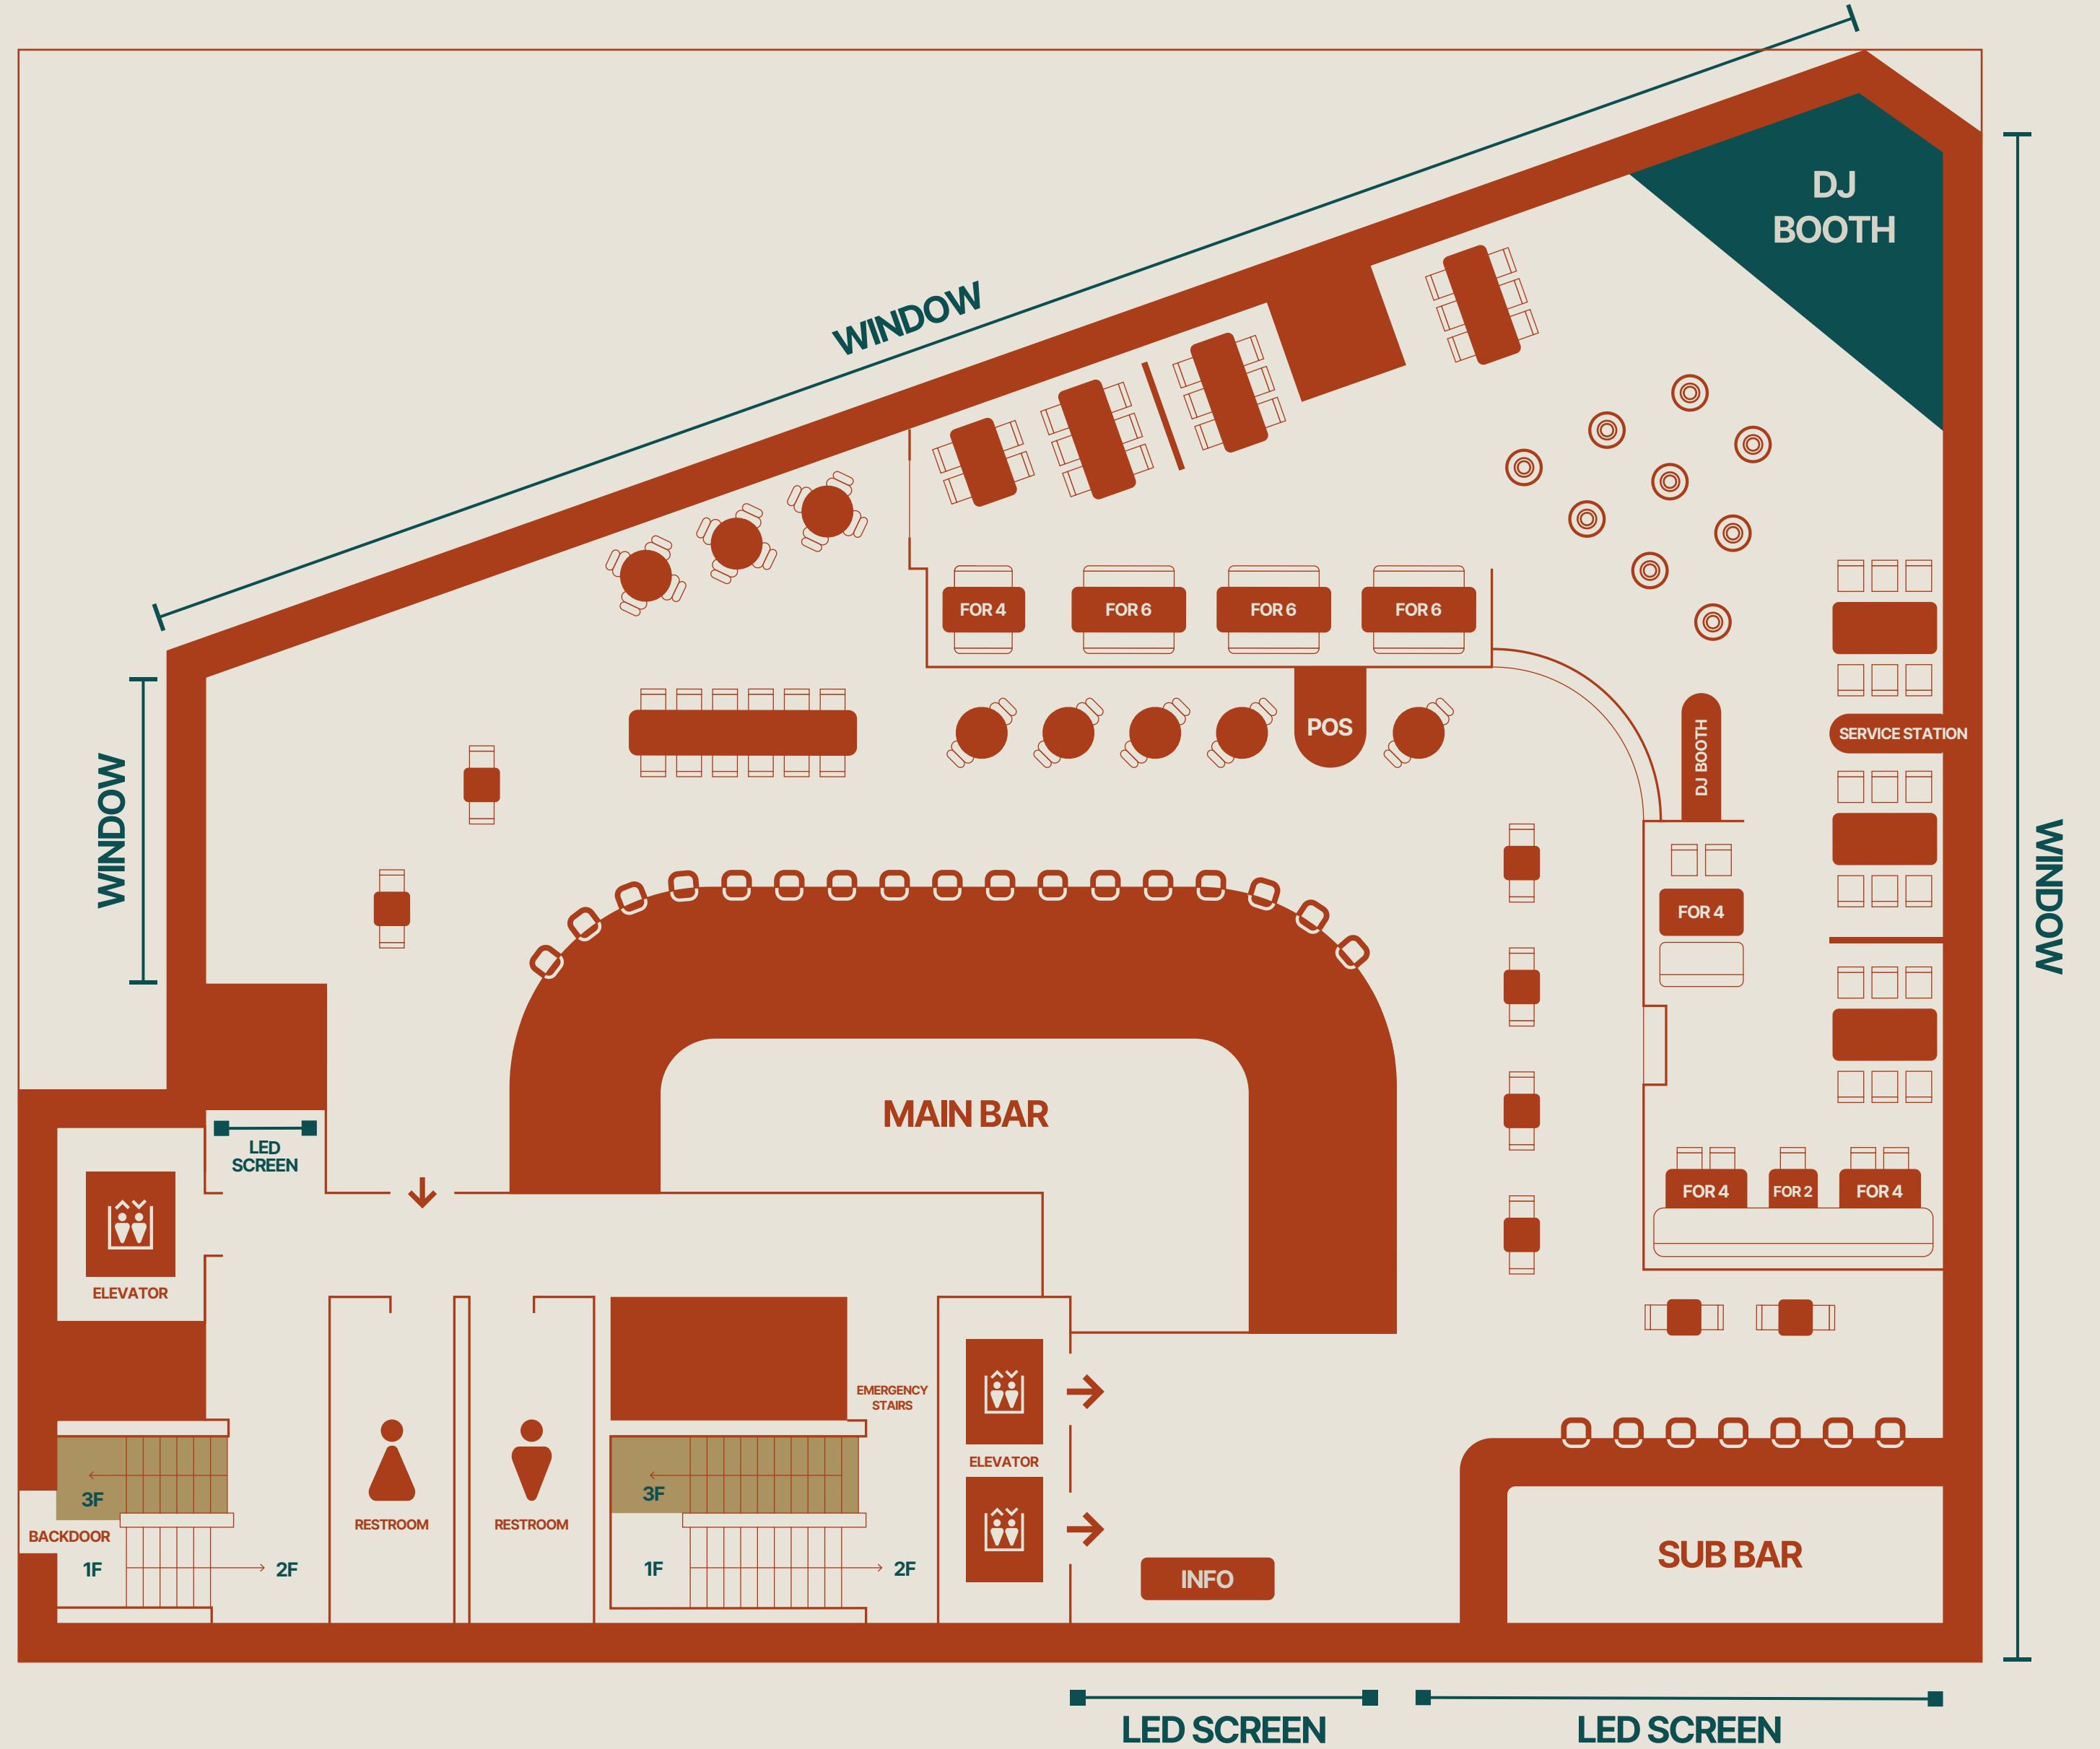 DJ
BOOTH
WINDOW
FOR 4
FOR 6
FOR 6
FOR 6
POS
DJ BOOTH
SERVICE STATION
WINDOW
WINDOW
FOR 4
MAIN BAR
LED
SCREEN
FOR 4
FOR 2
FOR 4
ELEVATOR
EMERGENCY
STAIRS
ELEVATOR
3F
BACKDOOR
1F
2F
RESTROOM
RESTROOM
3F
1F
2F
INFO
SUB BAR
LED SCREEN
LED SCREEN